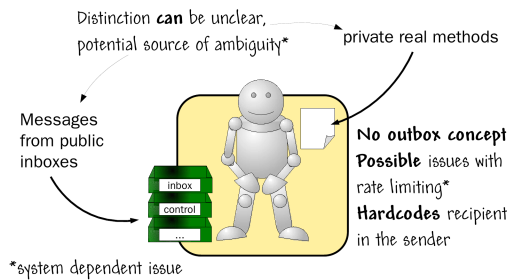 Distinction can be unclear,
potential source of ambiguity*
private real methods
Messages
from public
inboxes
No outbox concept
Possible issues with
rate limiting*
Hardcodes recipient
in the sender
inbox
control
...
*system dependent issue